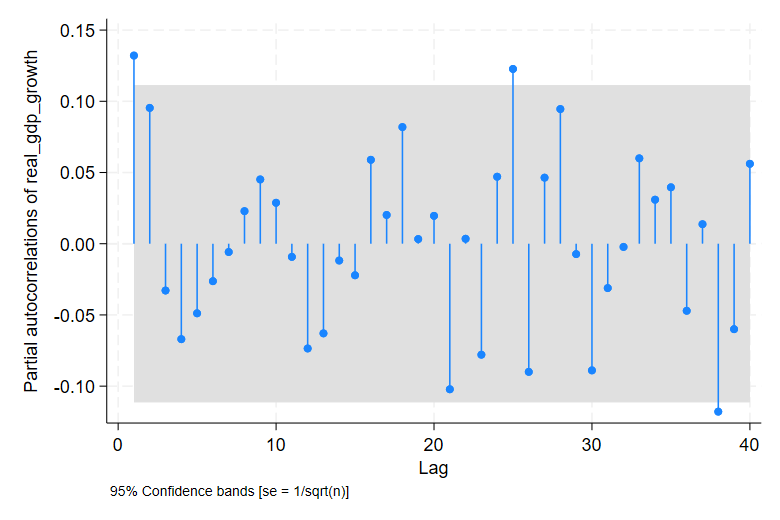 Partial autocorrelations of real_gdp_growth
0.15
0.10
0.05
0.00
-0.05
-0.10
0 10 20 30 40
Lag
95% Confidence bands [se = 1/sqrt(n)]